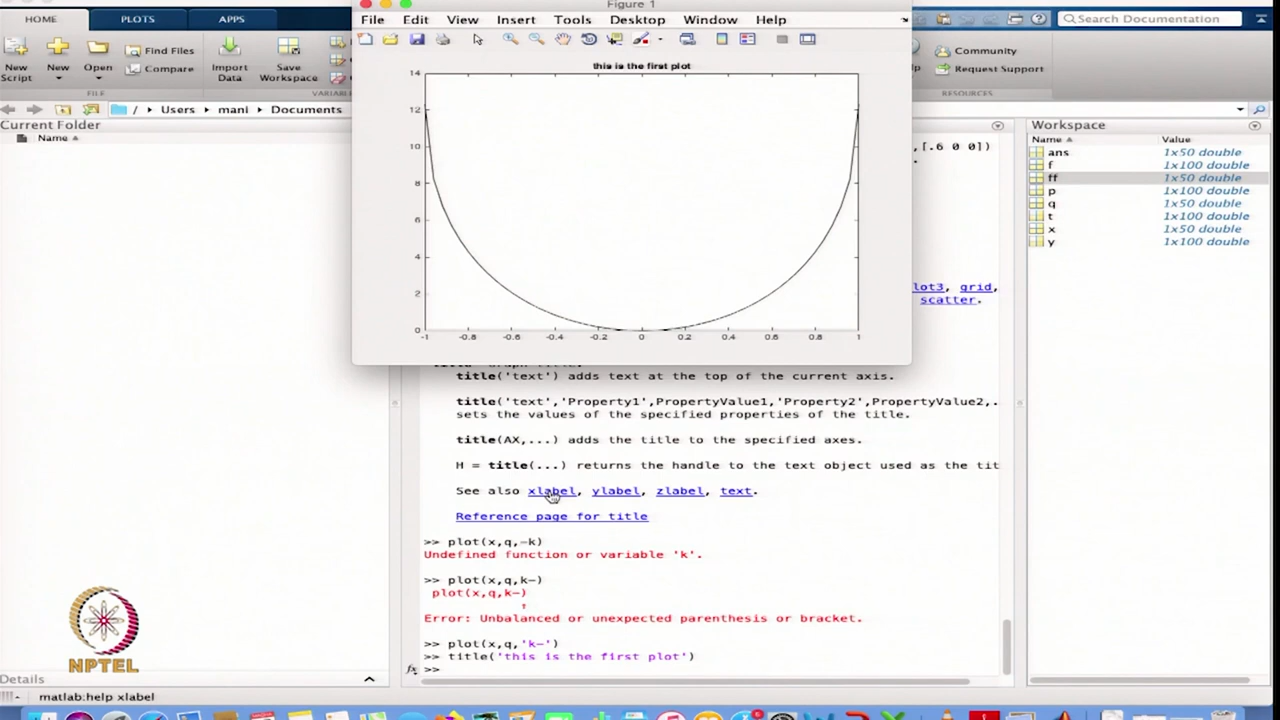 HOME PLOTS APPS
Search Documentation
Figure 1
File Edit View Insert Tools Desktop Window Help
New Script
New
Open
Find Files
Compare
Import Data
Save Workspace
Community
Request Support
FILE
RESOURCES
/ Users mani Documents
Current Folder
Name
this is the first plot
14
12
10
8
6
4
2
0
-1 -0.8 -0.6 -0.4 -0.2 0 0.2 0.4 0.6 0.8 1
,[.6 0 0])
lot3, grid,
scatter.
Workspace
Name Value
ans 1x50 double
f 1x100 double
ff 1x50 double
p 1x100 double
q 1x50 double
t 1x100 double
x 1x50 double
y 1x100 double
title('text') adds text at the top of the current axis.
title('text','Property1',PropertyValue1,'Property2',PropertyValue2,.
sets the values of the specified properties of the title.
title(AX,...) adds the title to the specified axes.
H = title(...) returns the handle to the text object used as the tit
See also xlabel, ylabel, zlabel, text.
Reference page for title
>> plot(x,q,-k)
Undefined function or variable 'k'.
>> plot(x,q,k-)
plot(x,q,k-)
↑
Error: Unbalanced or unexpected parenthesis or bracket.
>> plot(x,q,'k-')
>> title('this is the first plot')
fx >>
NPTEL
Details
matlab:help xlabel